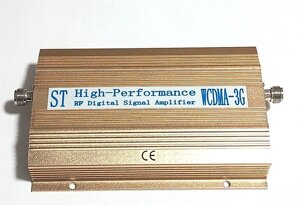 ST High-Performance WCDMA-3G
RF Digital Signal Amplifier
CE